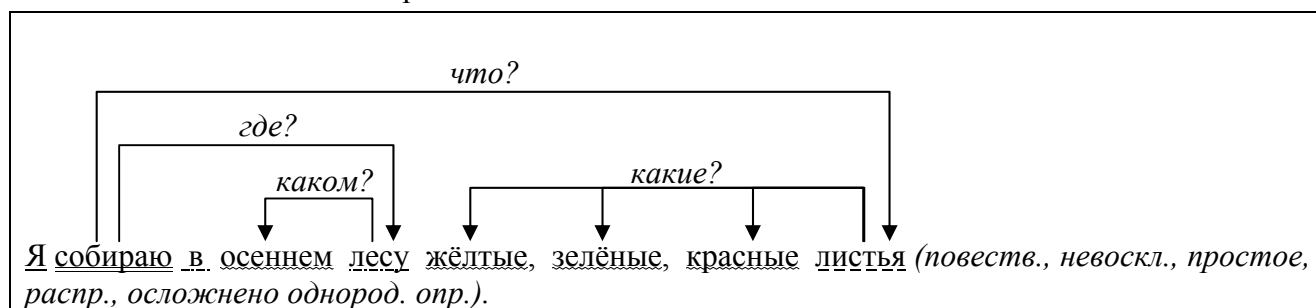 что?
где?
каком?
какие?
Я собираю в осеннем лесу жёлтые, зелёные, красные листья (повеств., невоскл., простое,
распр., осложнено однород. опр.).